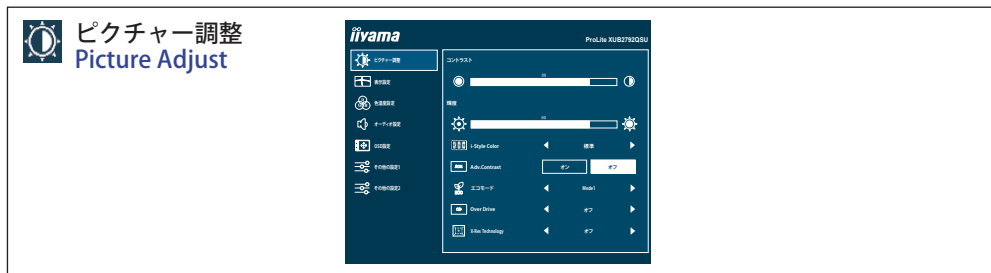 ピクチャー調整
Picture Adjust
iiyama
ProLite XUB2792QSU
ピクチャー調整
表示設定
色温度設定
オーディオ設定
OSD設定
その他の設定1
その他の設定2
コントラスト
輝度
i-Style Color
標準
Adv.Contrast
オン
オフ
エコモード
Mode1
Over Drive
オフ
X-Res Technology
オフ